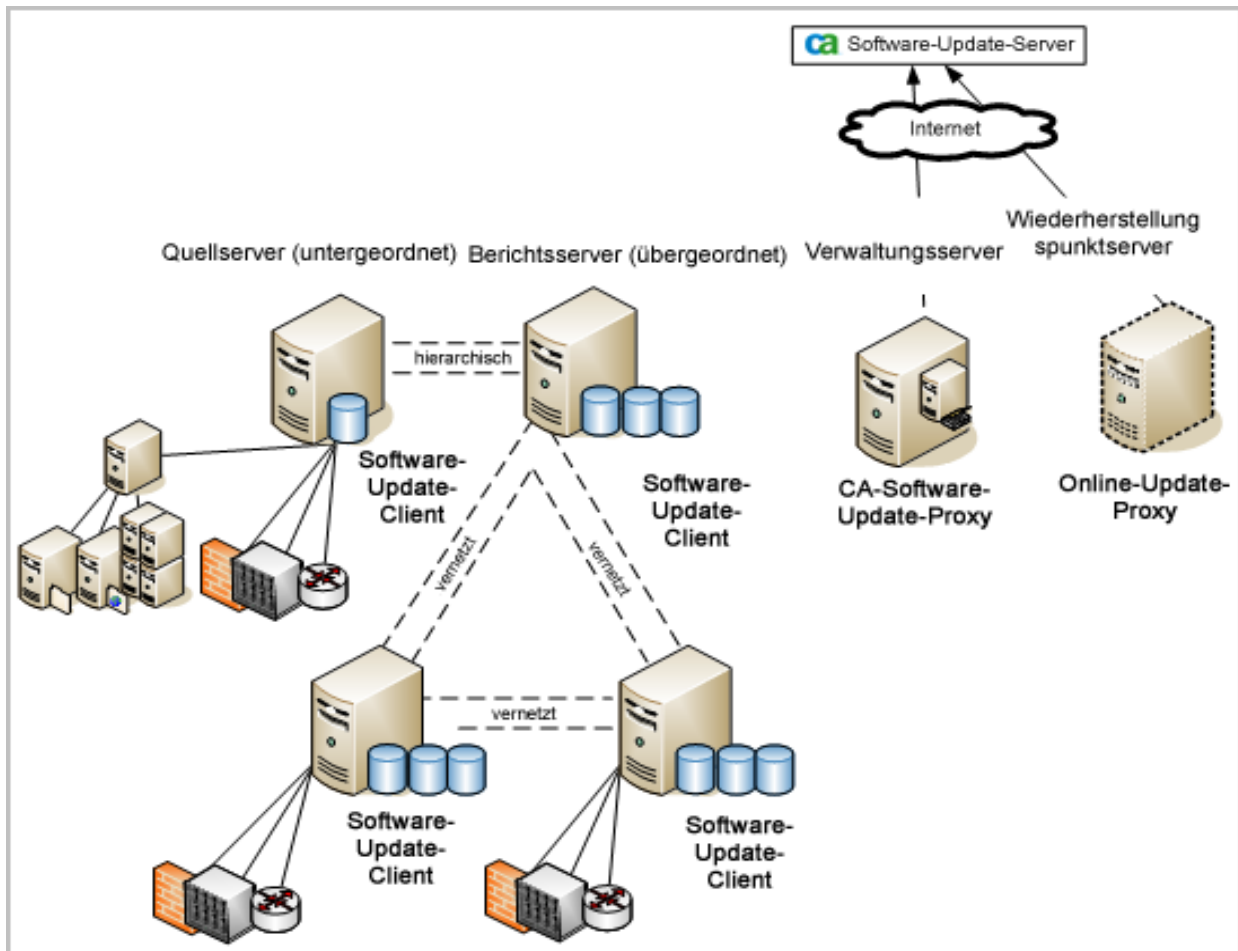 ca Software-Update-Server
Internet
Wiederherstellung
spunktserver
Quellserver (untergeordnet)
Berichtsserver (übergeordnet)
Verwaltungsserver
hierarchisch
Software-
Update-
Client
Software-
Update-
Client
CA-Software-
Update-Proxy
Online-Update-
Proxy
vernetzt
vernetzt
vernetzt
Software-
Update-
Client
Software-
Update-
Client